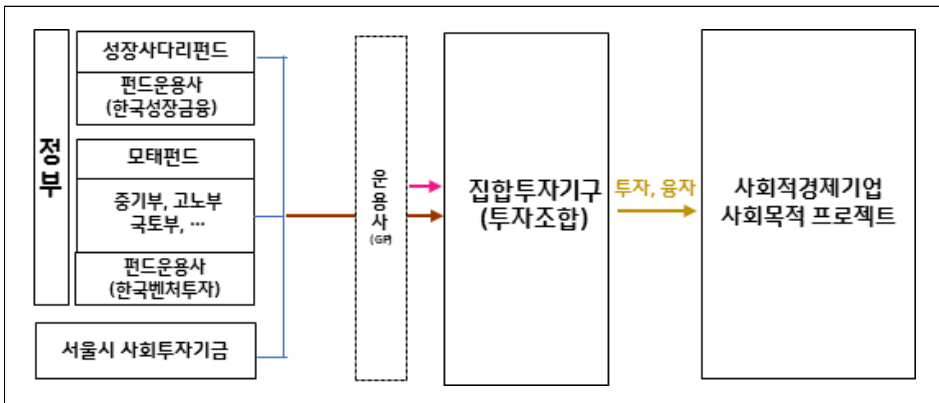 정부
성장사다리펀드
펀드운용사
(한국성장금융)
모태펀드
중기부, 고노부
국토부, …
펀드운용사
(한국벤처투자)
서울시 사회투자기금
운용사
(GP)
집합투자기구
(투자조합)
투자, 융자
사회적경제기업
사회목적 프로젝트